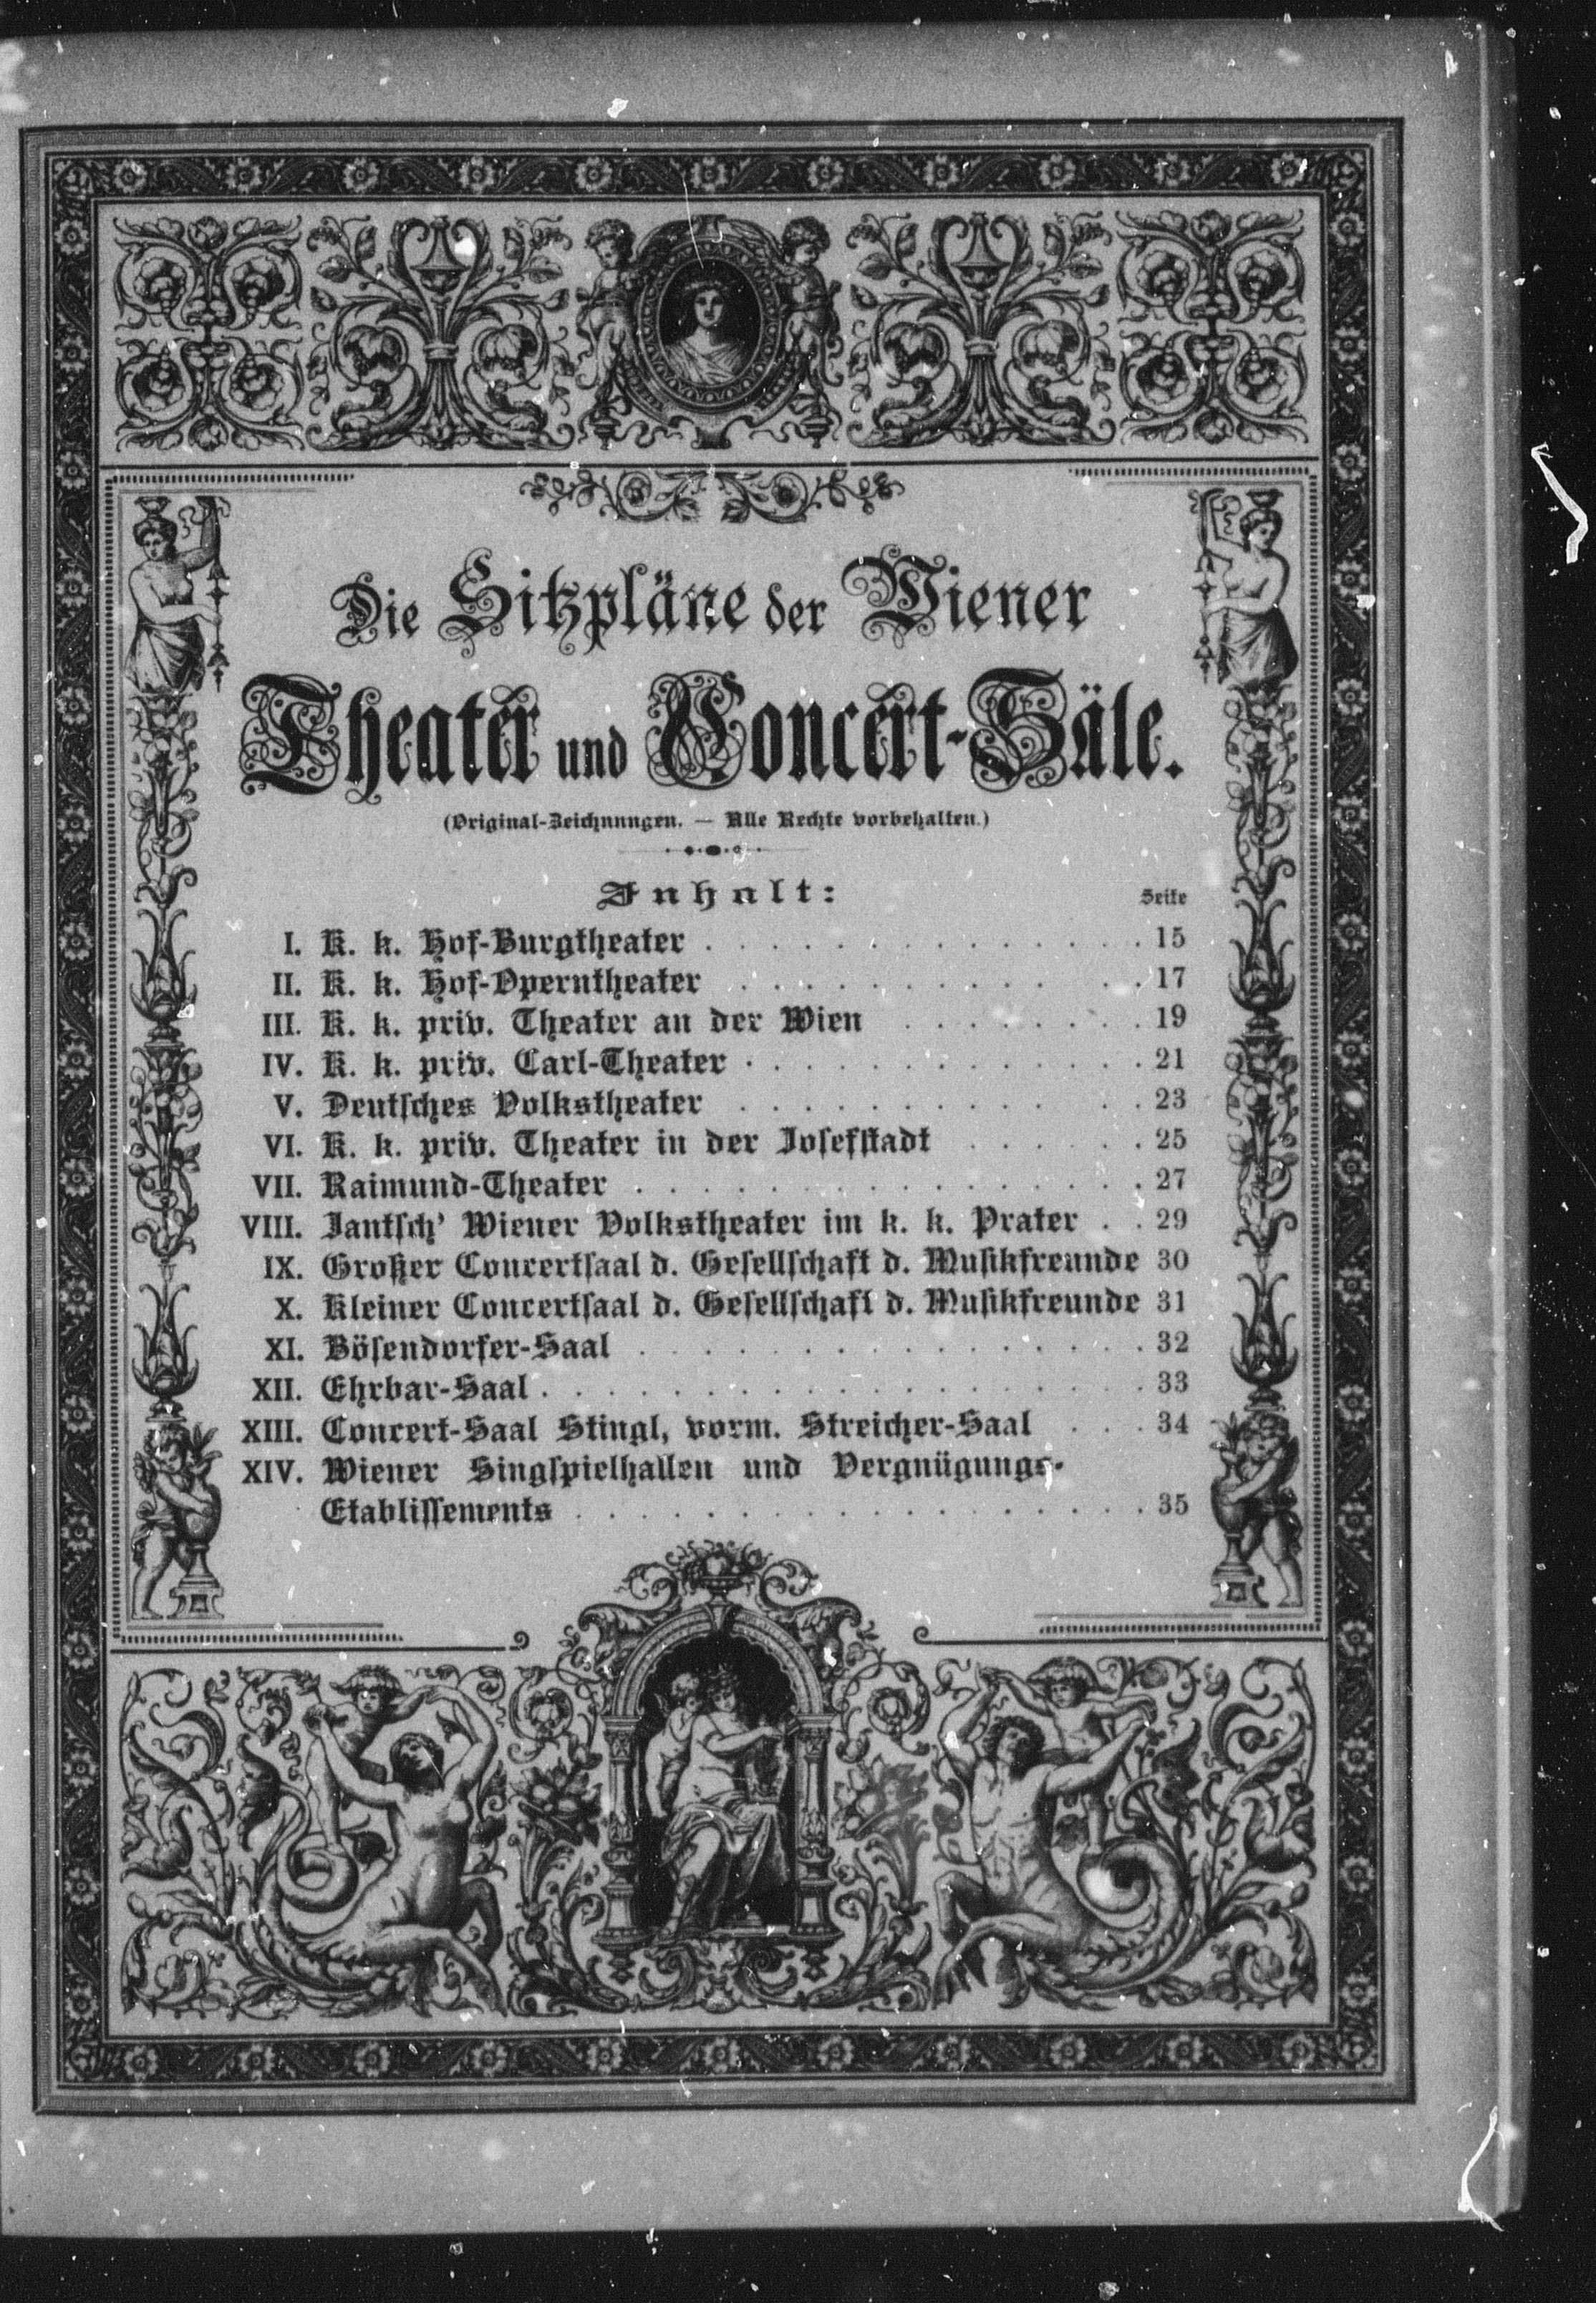 Die Sitzpläne der Wiener
Theater und Concert-Säle.
(Original-Zeichnungen. — Alle Rechte vorbehalten.)
Inhalt:
Seite
I. K. k. Hof-Burgtheater . . . . . . . . . . . . . . 15
II. K. k. Hof-Operntheater . . . . . . . . . . . . 17
III. K. k. priv. Theater an der Wien . . . . . . . . 19
IV. K. k. priv. Carl-Theater . . . . . . . . . . . . . 21
V. Deutsches Volkstheater . . . . . . . . . . . . 23
VI. K. k. priv. Theater in der Josefstadt . . . . . . 25
VII. Raimund-Theater . . . . . . . . . . . . . . . . 27
VIII. Jantsch' Wiener Volkstheater im k. k. Prater . . 29
IX. Großer Concertsaal d. Gesellschaft d. Musikfreunde 30
X. Kleiner Concertsaal d. Gesellschaft d. Musikfreunde 31
XI. Bösendorfer-Saal . . . . . . . . . . . . . . . . 32
XII. Ehrbar-Saal . . . . . . . . . . . . . . . . . . . 33
XIII. Concert-Saal Stingl, vorm. Streicher-Saal . . . 34
XIV. Wiener Singspielhallen und Vergnügungs-
Etablissements . . . . . . . . . . . . . . . . . . 35